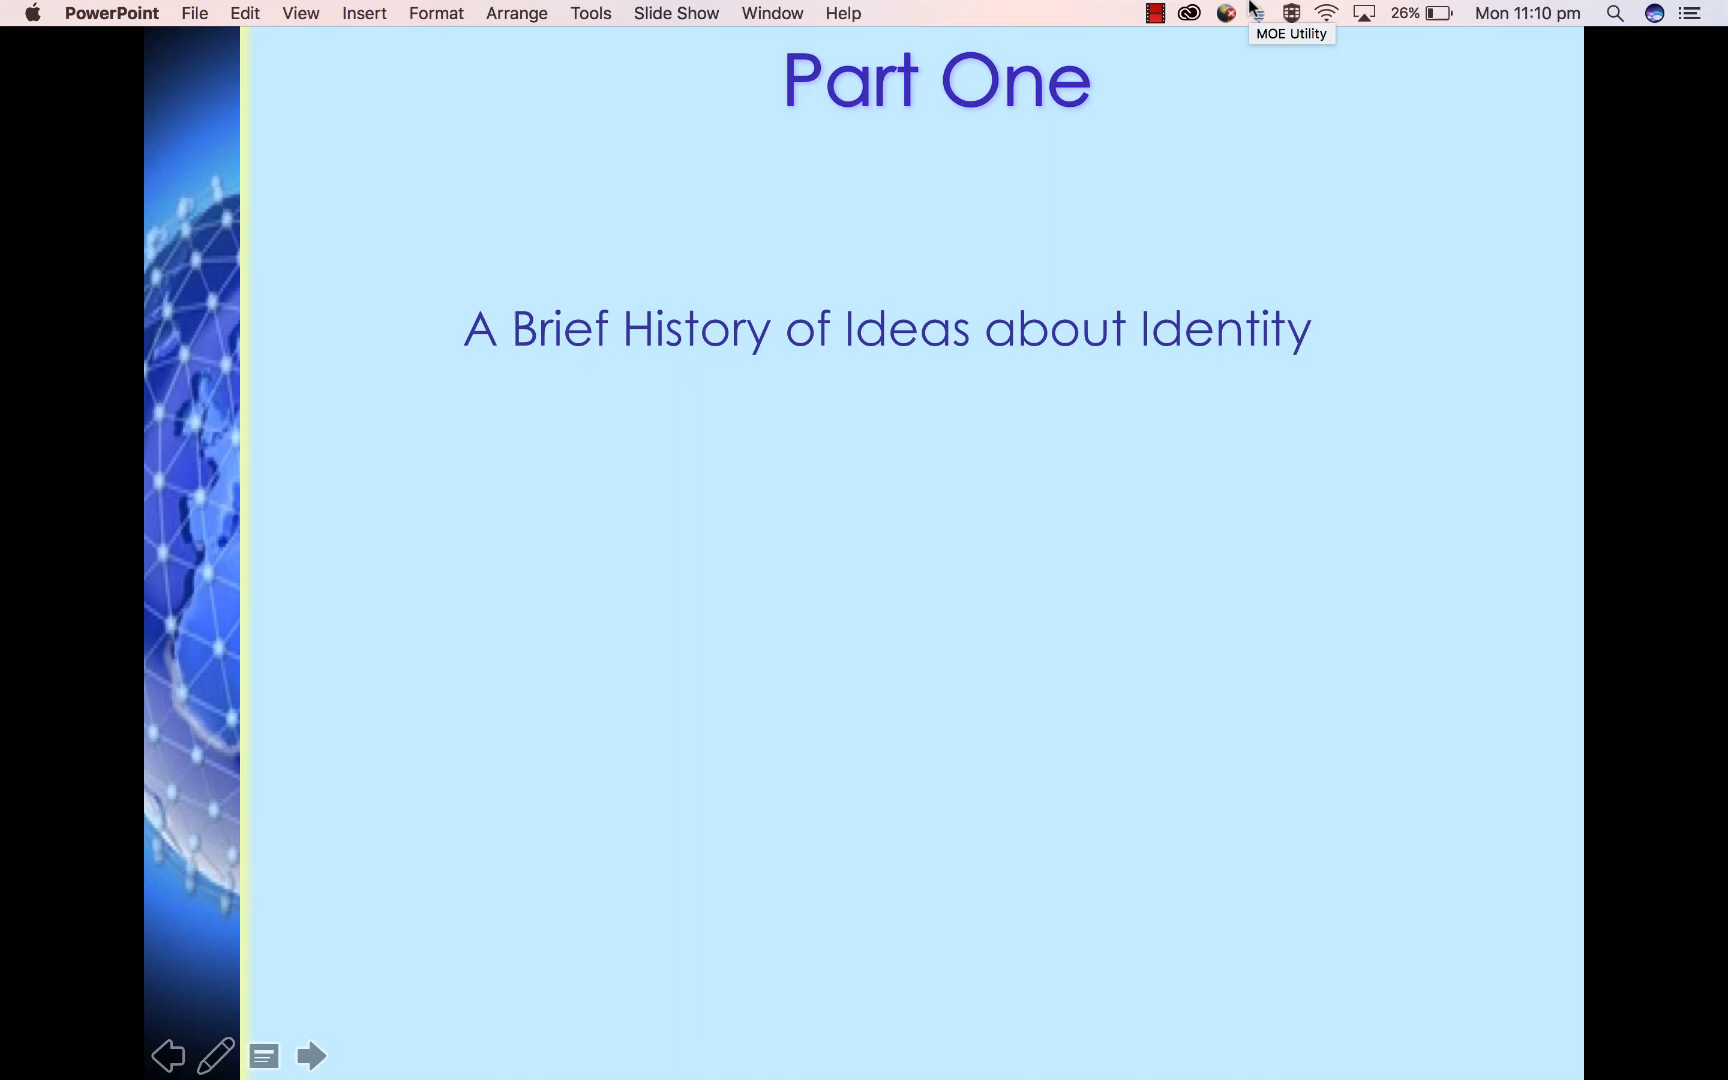 PowerPoint File Edit View Insert Format Arrange Tools Slide Show Window Help 26% Mon 11:10 pm
MOE Utility
Part One
A Brief History of Ideas about Identity